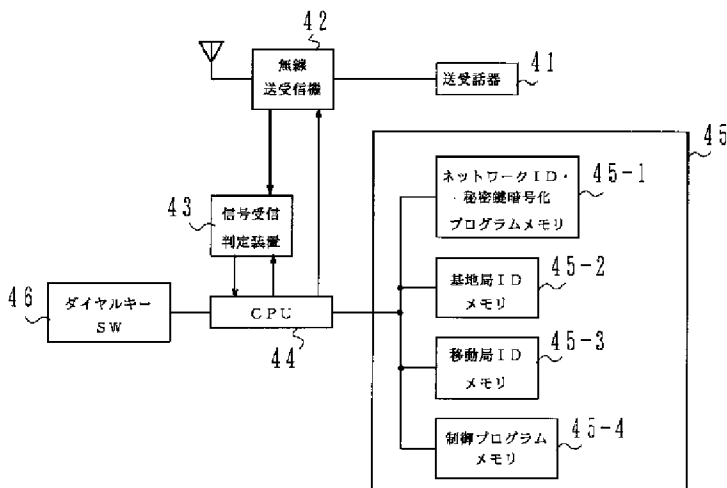 42
無線
送受信機
41
送受話器
45
43
信号受信
判定装置
45-1
ネットワークID・
・秘密鍵暗号化
プログラムメモリ
46
ダイヤルキー
SW
CPU
44
45-2
基地局ID
メモリ
45-3
移動局ID
メモリ
45-4
制御プログラム
メモリ